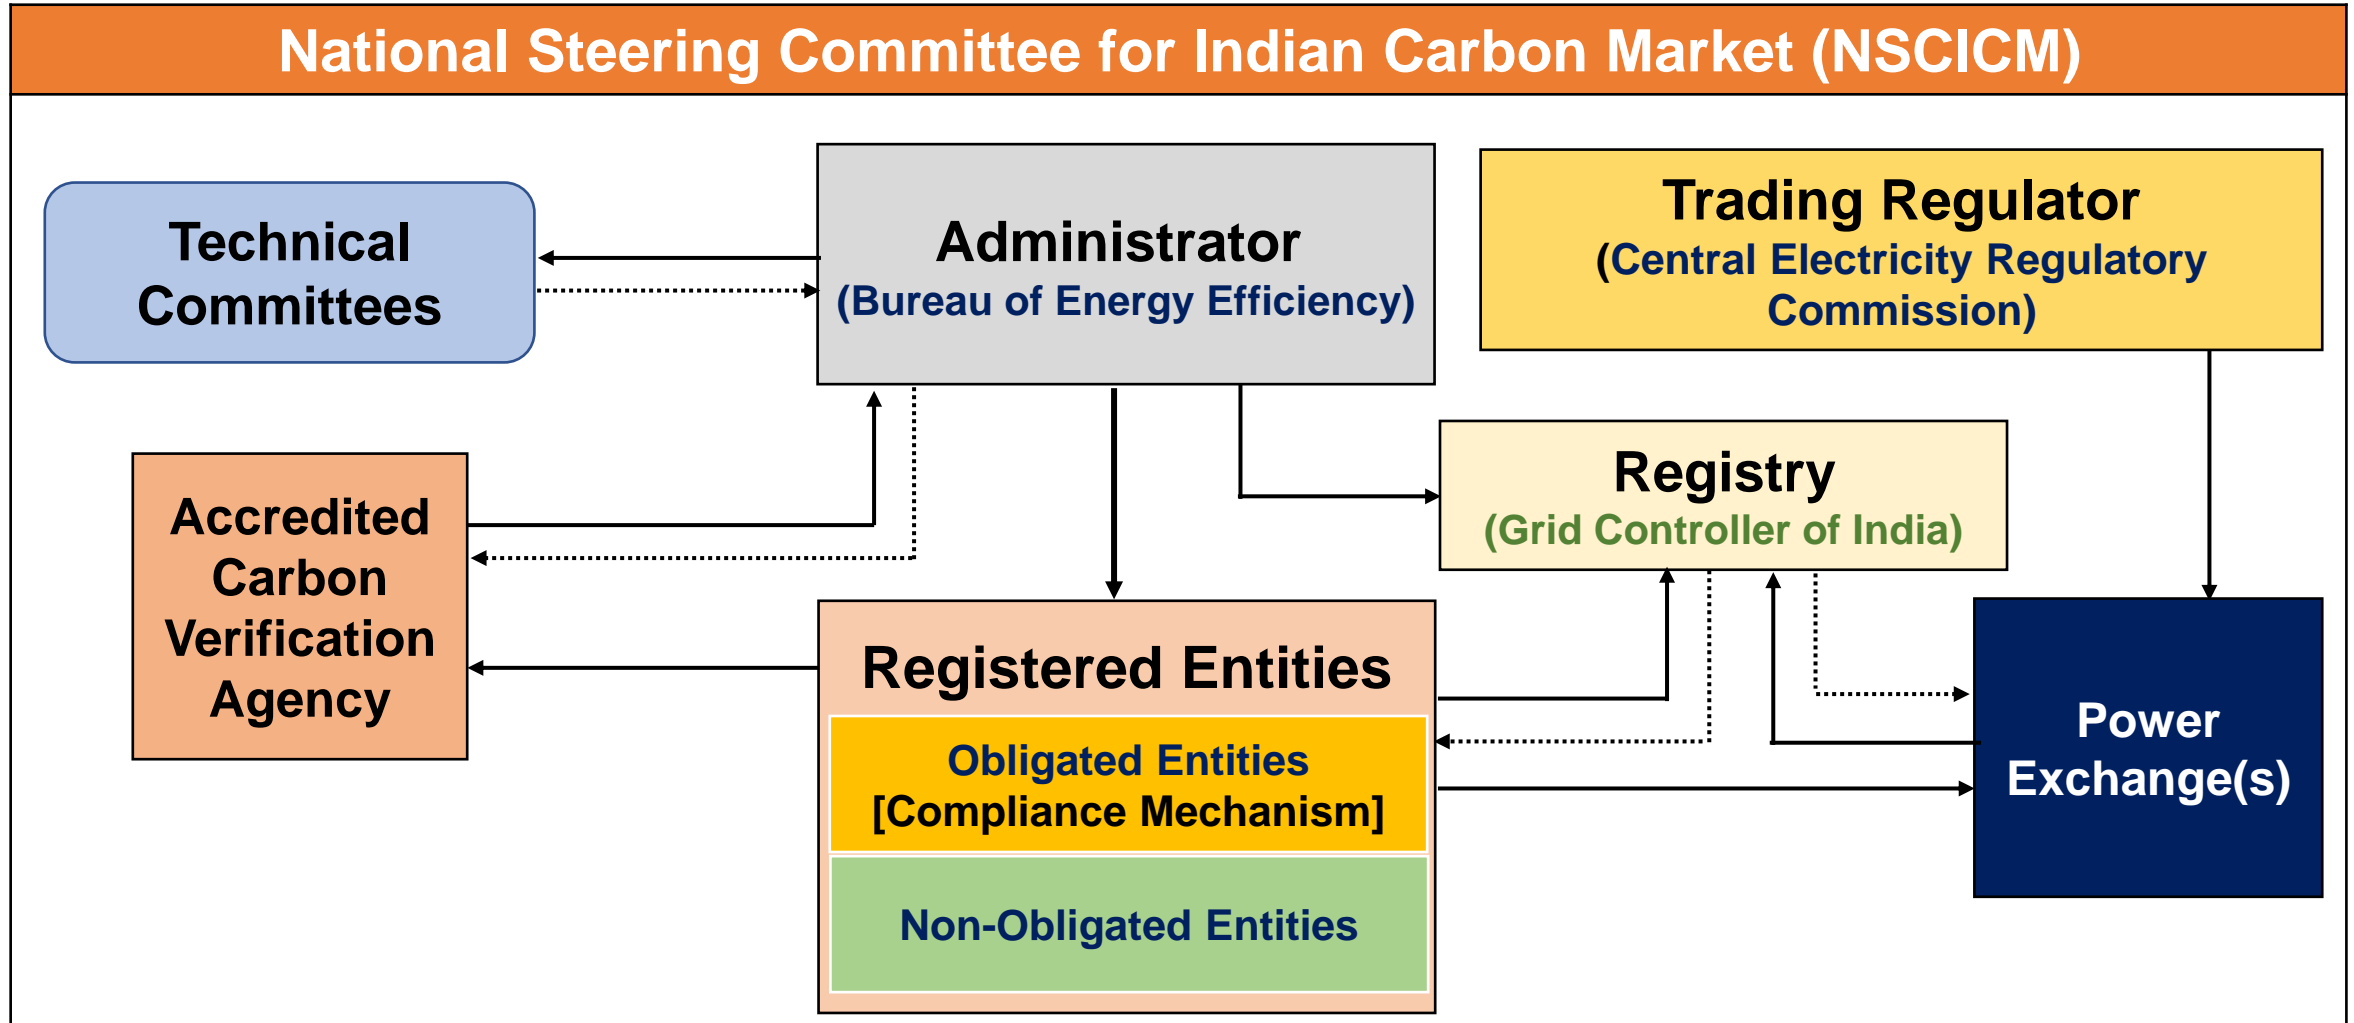 National Steering Committee for Indian Carbon Market (NSCICM)
Technical
Committees
Administrator
(Bureau of Energy Efficiency)
Trading Regulator
(Central Electricity Regulatory
Commission)
Accredited
Carbon
Verification
Agency
Registry
(Grid Controller of India)
Registered Entities
Obligated Entities
[Compliance Mechanism]
Non-Obligated Entities
Power
Exchange(s)